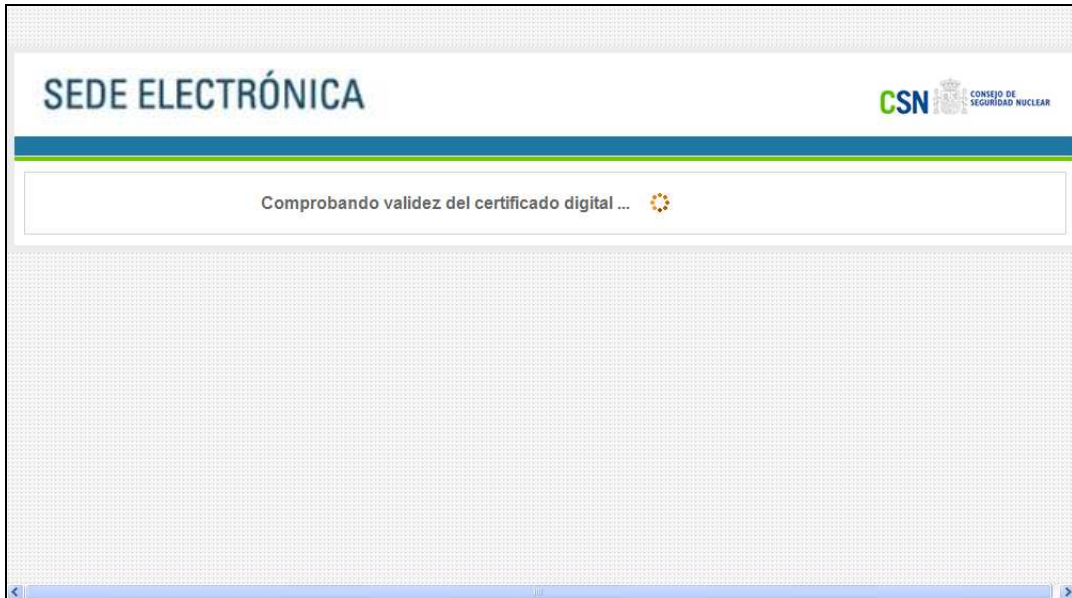 SEDE ELECTRÓNICA
CSN
CONSEJO DE
SEGURIDAD NUCLEAR
Comprobando validez del certificado digital ...